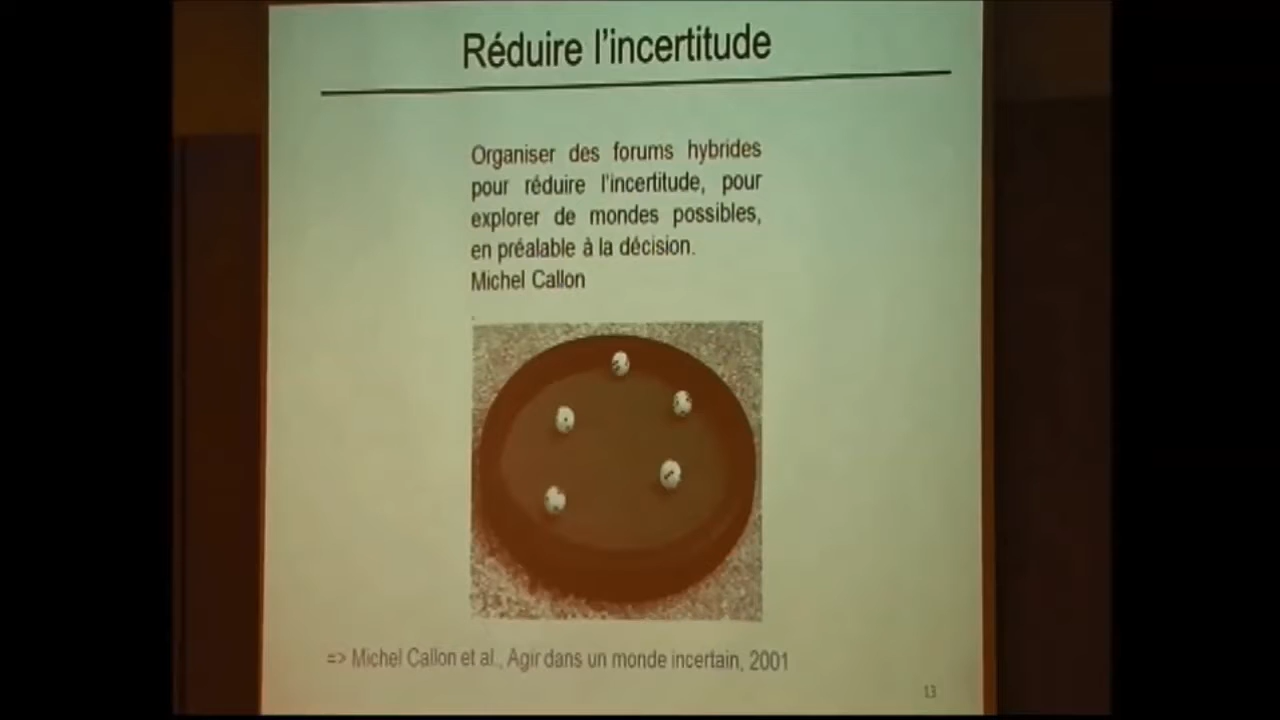 Réduire l'incertitude
Organiser des forums hybrides
pour réduire l'incertitude, pour
explorer de mondes possibles,
en préalable à la décision.
Michel Callon
=> Michel Callon et al., Agir dans un monde incertain, 2001
13